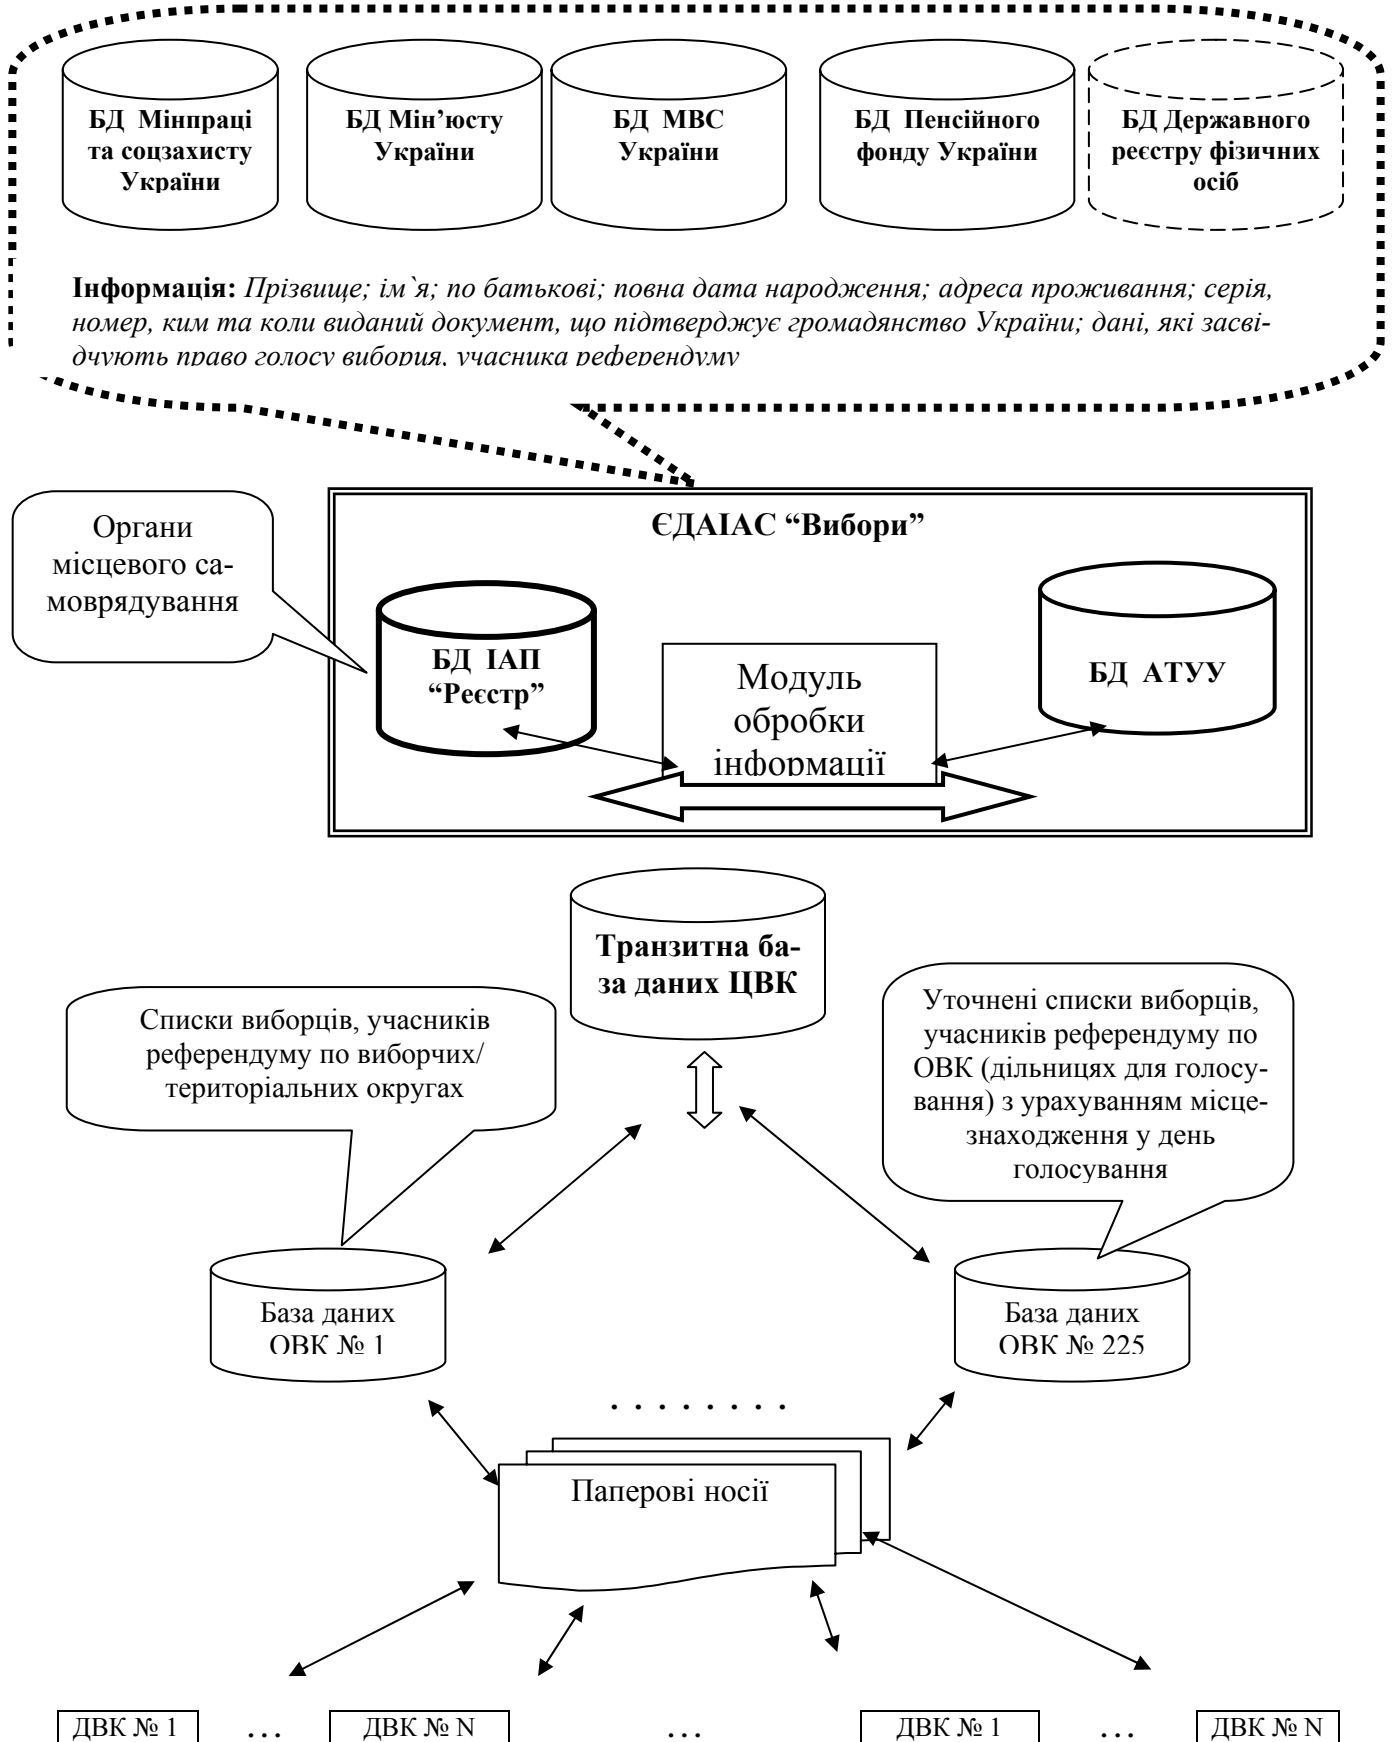 БД Мінпраці
та соцзахисту
України
БД Мін’юсту
України
БД МВС
України
БД Пенсійного
фонду України
БД Державного
реєстру фізичних
осіб
Інформація: Прізвище; ім`я; по батькові; повна дата народження; адреса проживання; серія,
номер, ким та коли виданий документ, що підтверджує громадянство України; дані, які засві-
дчують право голосу виборця, учасника референдуму
ЄДАІАС “Вибори”
Органи
місцевого са-
моврядування
БД ІАП
“Реєстр”
Модуль
обробки
інформації
БД АТУУ
Транзитна ба-
за даних ЦВК
Списки виборців, учасників
референдуму по виборчих/
територіальних округах
Уточнені списки виборців,
учасників референдуму по
ОВК (дільницях для голосу-
вання) з урахуванням місце-
знаходження у день
голосування
База даних
ОВК № 1
База даних
ОВК № 225
. . . . . . . .
Паперові носії
ДВК № 1
...
ДВК № N
...
ДВК № 1
...
ДВК № N